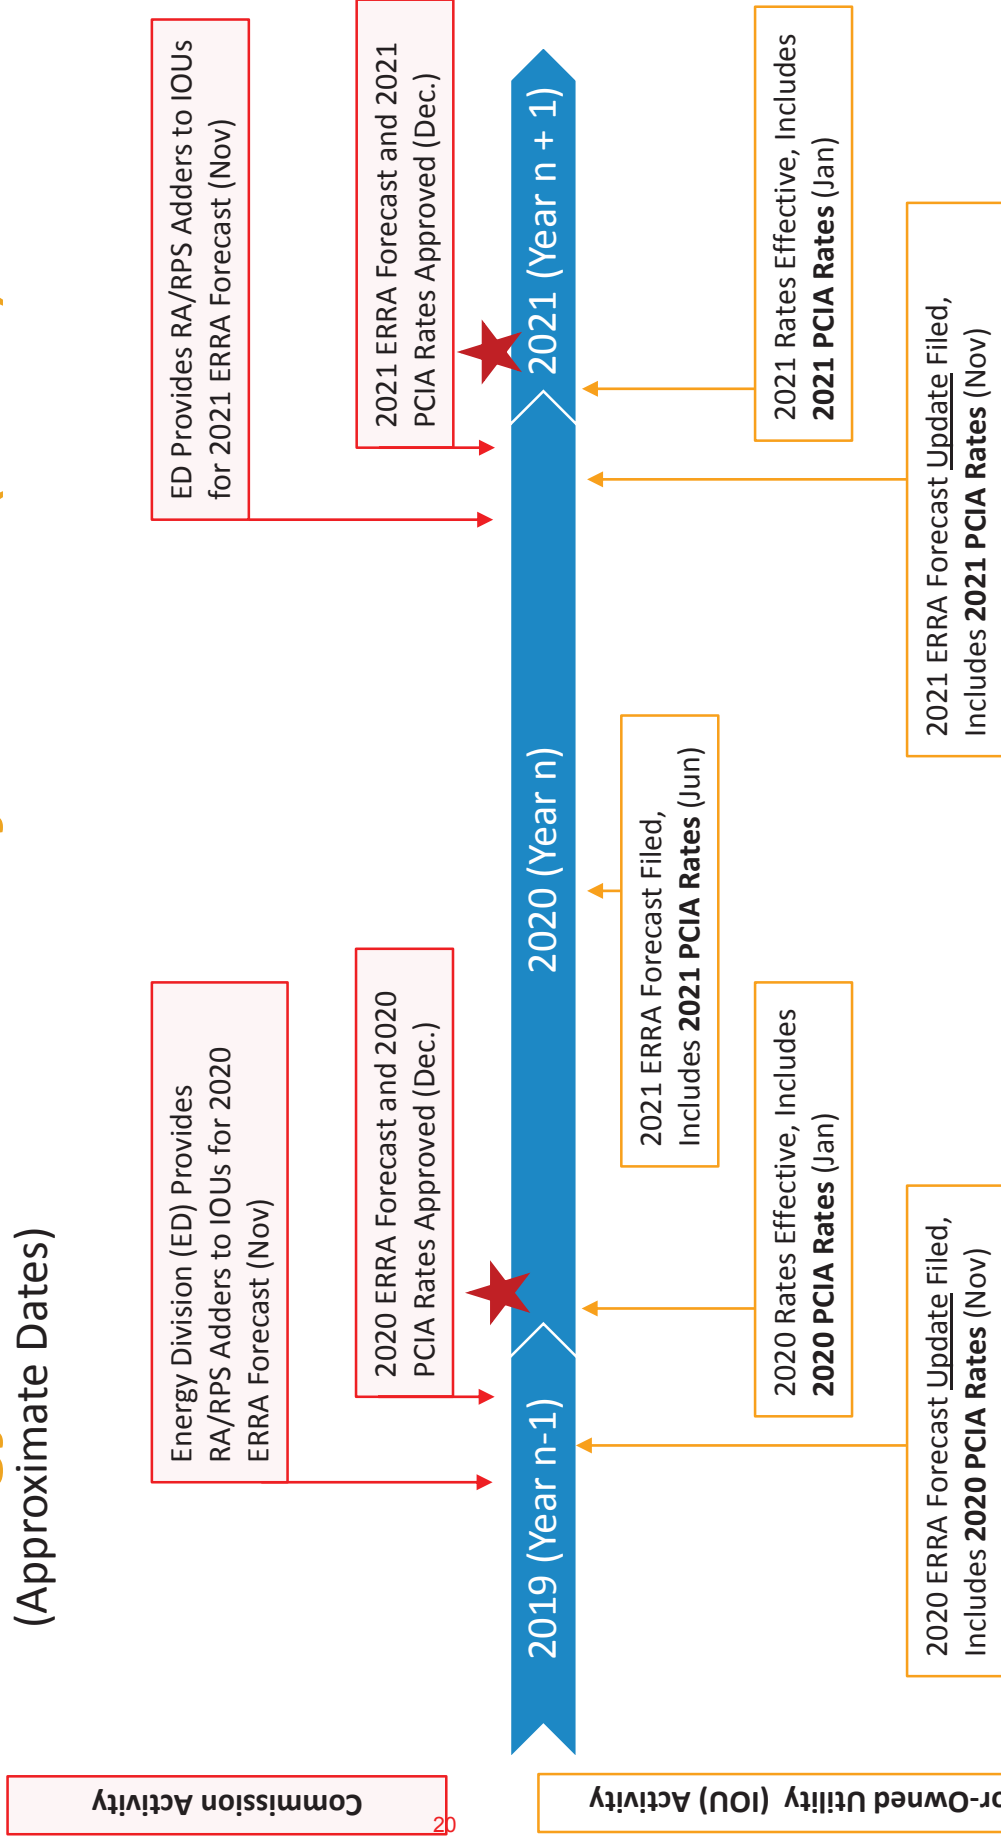 (Approximate Dates)
Commission Activity
Energy Division (ED) Provides
RA/RPS Adders to IOUs for 2020
ERRA Forecast (Nov)
ED Provides RA/RPS Adders to IOUs
for 2021 ERRA Forecast (Nov)
2020 ERRA Forecast and 2020
PCIA Rates Approved (Dec.)
2021 ERRA Forecast and 2021
PCIA Rates Approved (Dec.)
20
2019 (Year n-1)
2020 (Year n)
2021 (Year n + 1)
or-Owned Utility (IOU) Activity
2021 ERRA Forecast Filed,
Includes 2021 PCIA Rates (Jun)
2020 Rates Effective, Includes
2020 PCIA Rates (Jan)
2021 Rates Effective, Includes
2021 PCIA Rates (Jan)
2020 ERRA Forecast Update Filed,
Includes 2020 PCIA Rates (Nov)
2021 ERRA Forecast Update Filed,
Includes 2021 PCIA Rates (Nov)